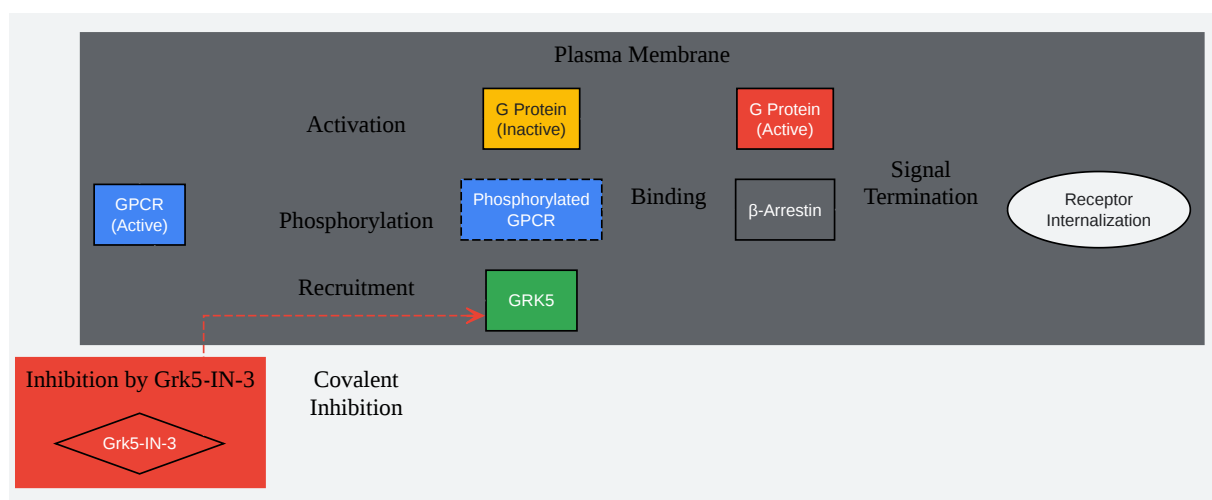 Plasma Membrane
Activation
G Protein
(Inactive)
G Protein
(Active)
GPCR
(Active)
Phosphorylation
Phosphorylated
GPCR
Binding
β-Arrestin
Signal
Termination
Receptor
Internalization
Recruitment
GRK5
Inhibition by Grk5-IN-3
Covalent
Inhibition
Grk5-IN-3